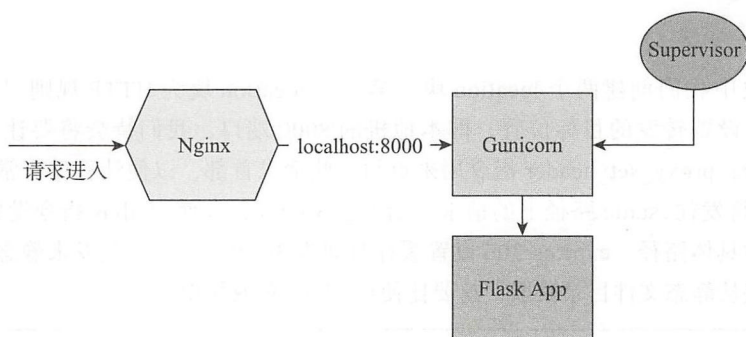 Supervisor
Nginx
localhost:8000
Gunicorn
请求进入
Flask App